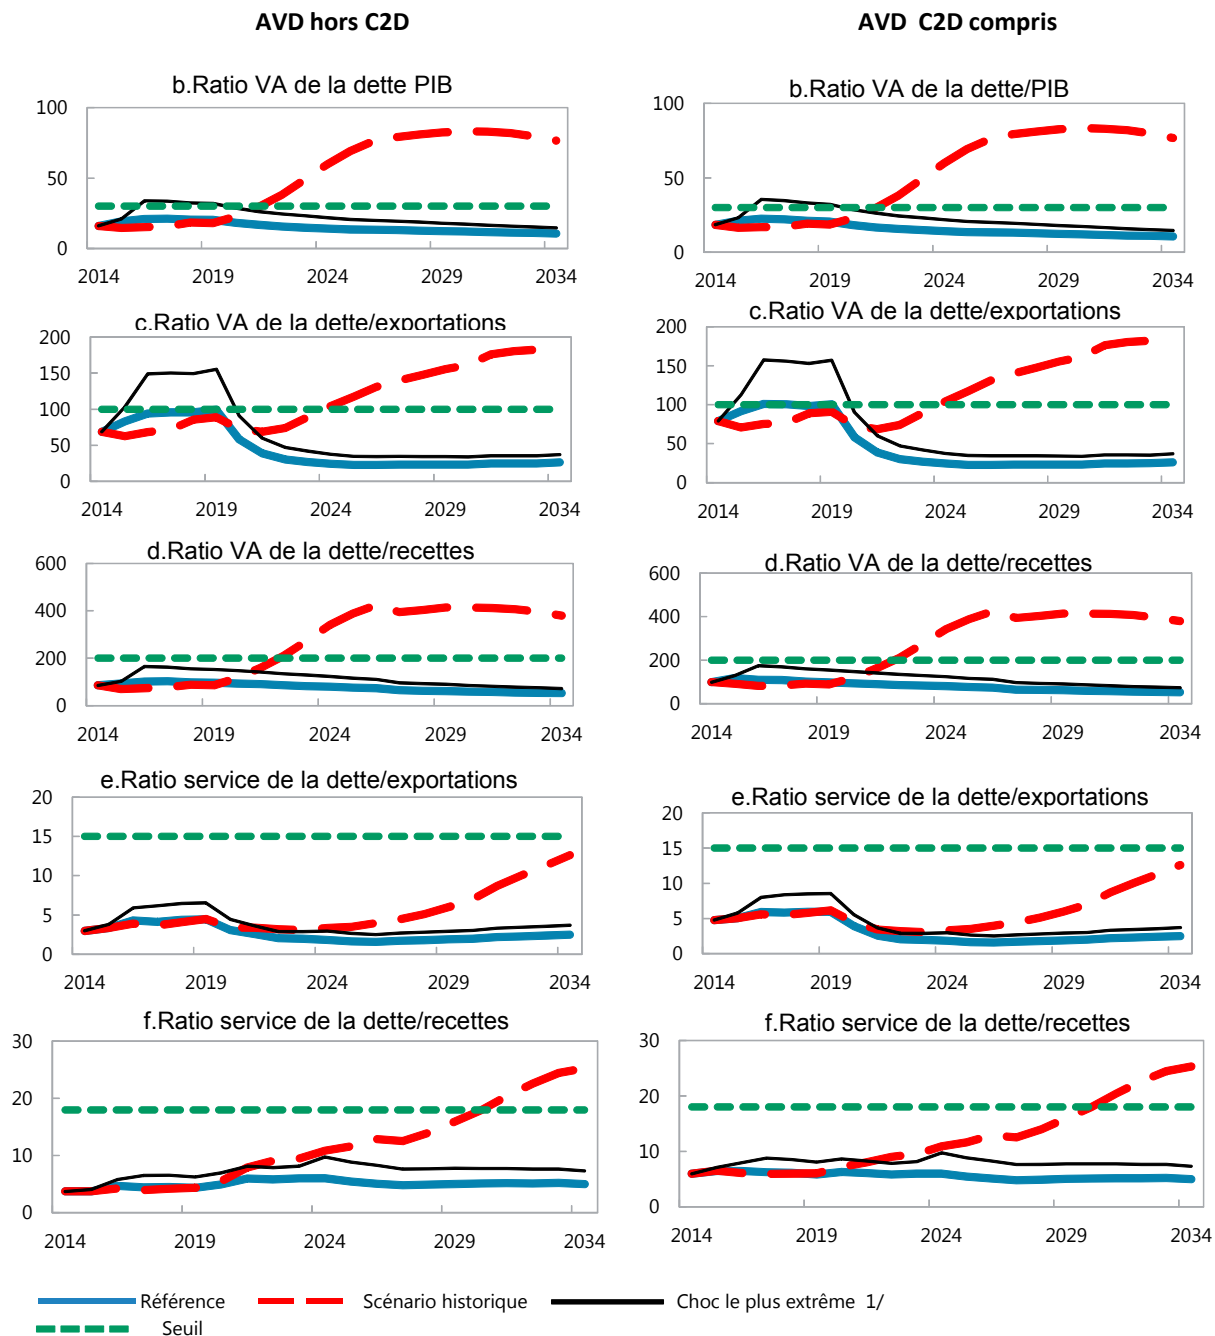 AVD hors C2D
AVD C2D compris
b.Ratio VA de la dette PIB
100
50
0
2014 2019 2024 2029 2034
b.Ratio VA de la dette/PIB
100
50
0
2014 2019 2024 2029 2034
c.Ratio VA de la dette/exportations
200
150
100
50
0
2014 2019 2024 2029 2034
c.Ratio VA de la dette/exportations
200
150
100
50
0
2014 2019 2024 2029 2034
d.Ratio VA de la dette/recettes
600
400
200
0
2014 2019 2024 2029 2034
d.Ratio VA de la dette/recettes
600
400
200
0
2014 2019 2024 2029 2034
e.Ratio service de la dette/exportations
20
15
10
5
0
2014 2019 2024 2029 2034
e.Ratio service de la dette/exportations
20
15
10
5
0
2014 2019 2024 2029 2034
f.Ratio service de la dette/recettes
30
20
10
0
2014 2019 2024 2029 2034
f.Ratio service de la dette/recettes
30
20
10
0
2014 2019 2024 2029 2034
Référence
Scénario historique
Choc le plus extrême 1/
Seuil